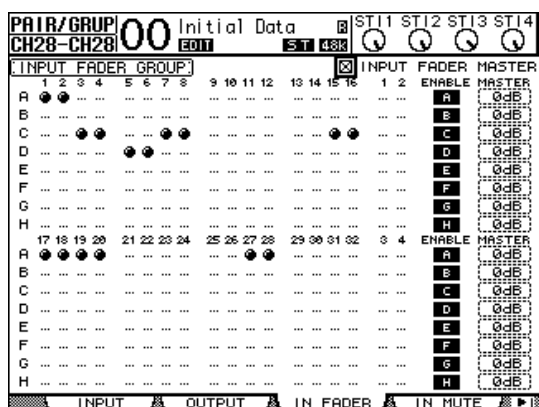 PAIR/GRUP 00 Initial Data R ST11 ST12 ST13 ST14
CH28-CH28 EDIT ST 48K
INPUT FADER GROUP INPUT FADER MASTER
1 2 3 4 5 6 7 8 9 10 11 12 13 14 15 16 1 2 ENABLE MASTER
A A 0dB
B B 0dB
C C 0dB
D D 0dB
E E 0dB
F F 0dB
G G 0dB
H H 0dB
17 18 19 20 21 22 23 24 25 26 27 28 29 30 31 32 3 4 ENABLE MASTER
A A 0dB
B B 0dB
C C 0dB
D D 0dB
E E 0dB
F F 0dB
G G 0dB
H H 0dB
INPUT OUTPUT IN FADER IN MUTE